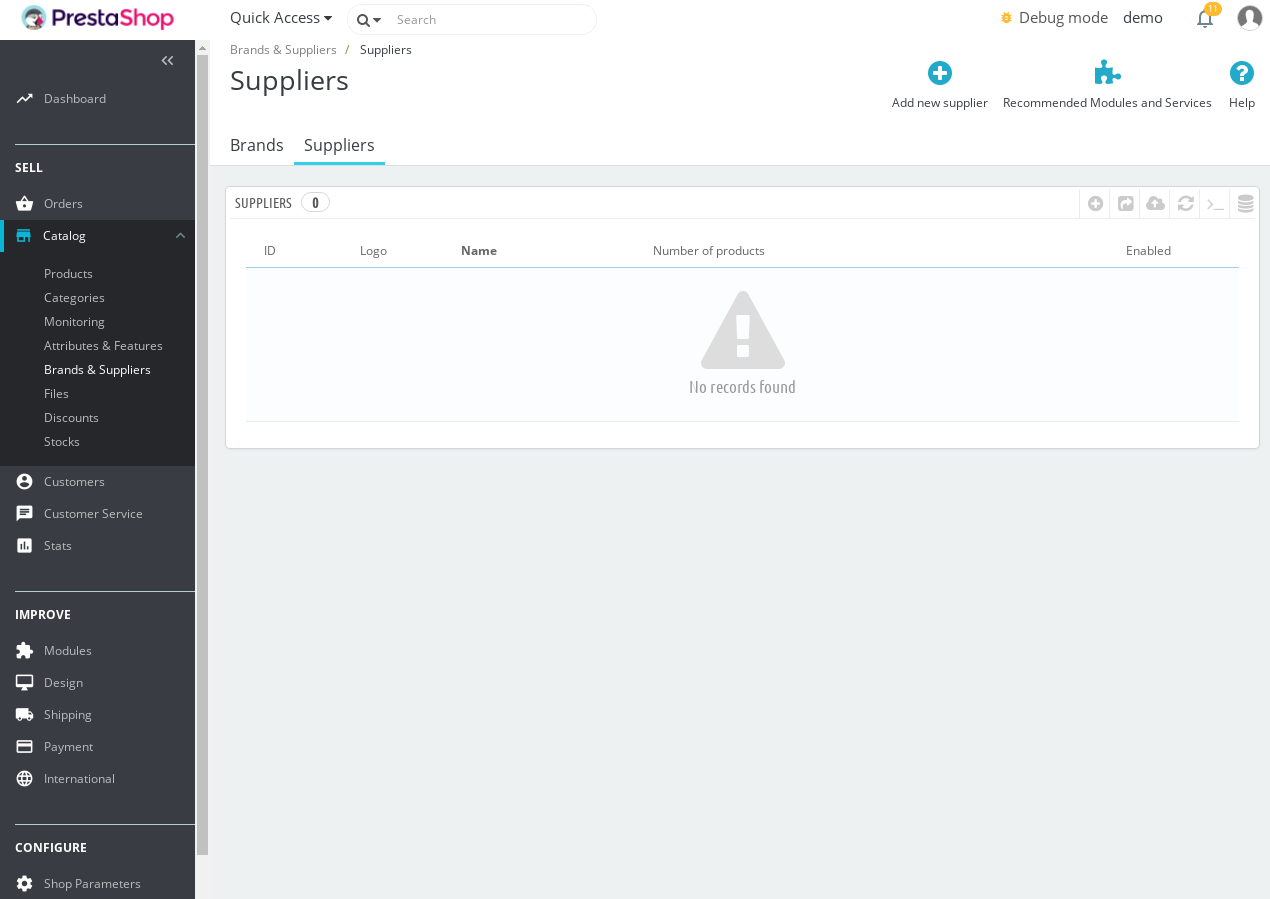 PrestaShop
Quick Access
Search
Debug mode
demo
11
Brands & Suppliers / Suppliers
Suppliers
Add new supplier
Recommended Modules and Services
Help
Brands
Suppliers
Dashboard
SELL
Orders
Catalog
Products
Categories
Monitoring
Attributes & Features
Brands & Suppliers
Files
Discounts
Stocks
Customers
Customer Service
Stats
IMPROVE
Modules
Design
Shipping
Payment
International
CONFIGURE
Shop Parameters
SUPPLIERS 0
ID Logo Name Number of products Enabled
No records found